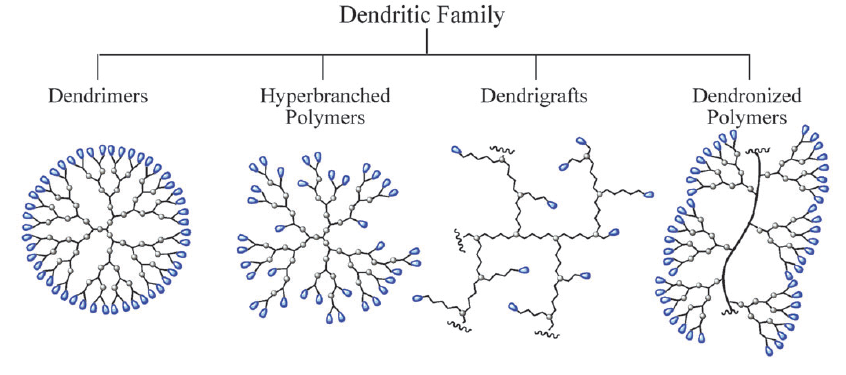 Dendritic Family
Dendrimers
Hyperbranched
Polymers
Dendrigrafts
Dendronized
Polymers